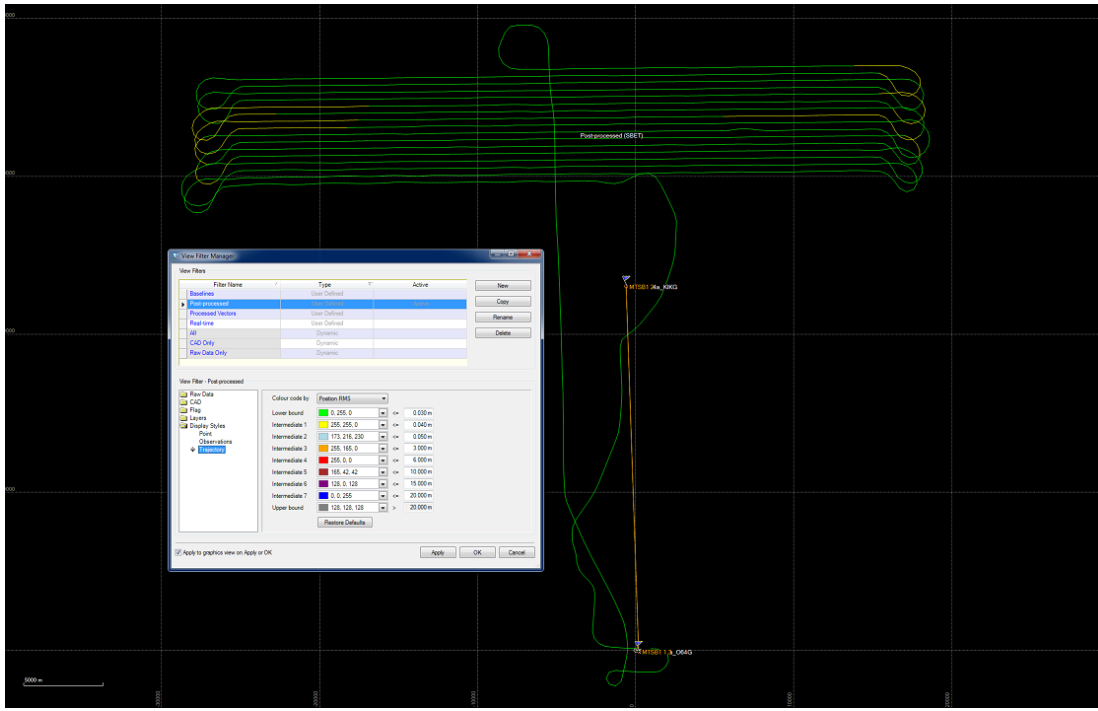 Post-processed (SBET)
View Filter Manager
View Filters
Filter Name Type Active
Baselines User Defined
Post-processed User Defined Active
Processed Vectors User Defined
Real-time User Defined
All Dynamic
CAD Only Dynamic
Raw Data Only Dynamic
New
Copy
Rename
Delete
View Filter - Post-processed
Raw Data
CAD
Flag
Layers
Display Styles
Point
Observations
Trajectory
Colour code by Position RMS
Lower bound 0, 255, 0 <= 0.030 m
Intermediate 1 255, 255, 0 <= 0.040 m
Intermediate 2 173, 216, 230 <= 0.050 m
Intermediate 3 255, 165, 0 <= 3.000 m
Intermediate 4 255, 0, 0 <= 6.000 m
Intermediate 5 165, 42, 42 <= 10.000 m
Intermediate 6 128, 0, 128 <= 15.000 m
Intermediate 7 0, 0, 255 <= 20.000 m
Upper bound 128, 128, 128 > 20.000 m
Restore Defaults
Apply to graphics view on Apply or OK
Apply OK Cancel
MTSB1
MTSB1
5000 m
10000
20000